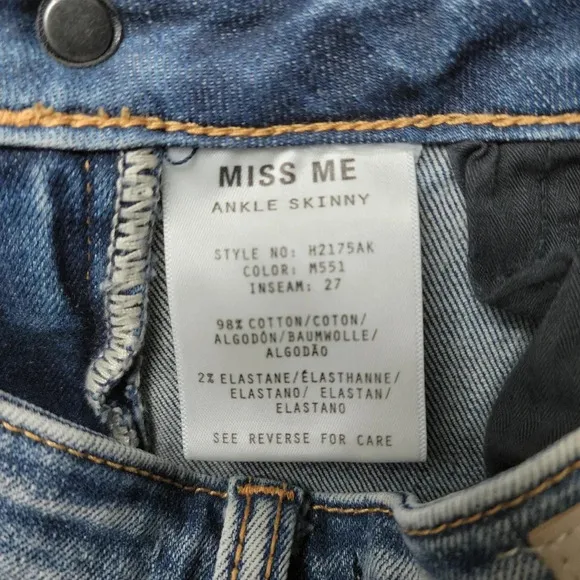 MISS ME
ANKLE SKINNY
STYLE NO: H2175AK
COLOR: M551
INSEAM: 27
98% COTTON/COTON/
ALGODÓN/BAUMWOLLE/
ALGODÃO
2% ELASTANE/ÉLASTHANNE/
ELASTANO/ ELASTAN/
ELASTANO
SEE REVERSE FOR CARE